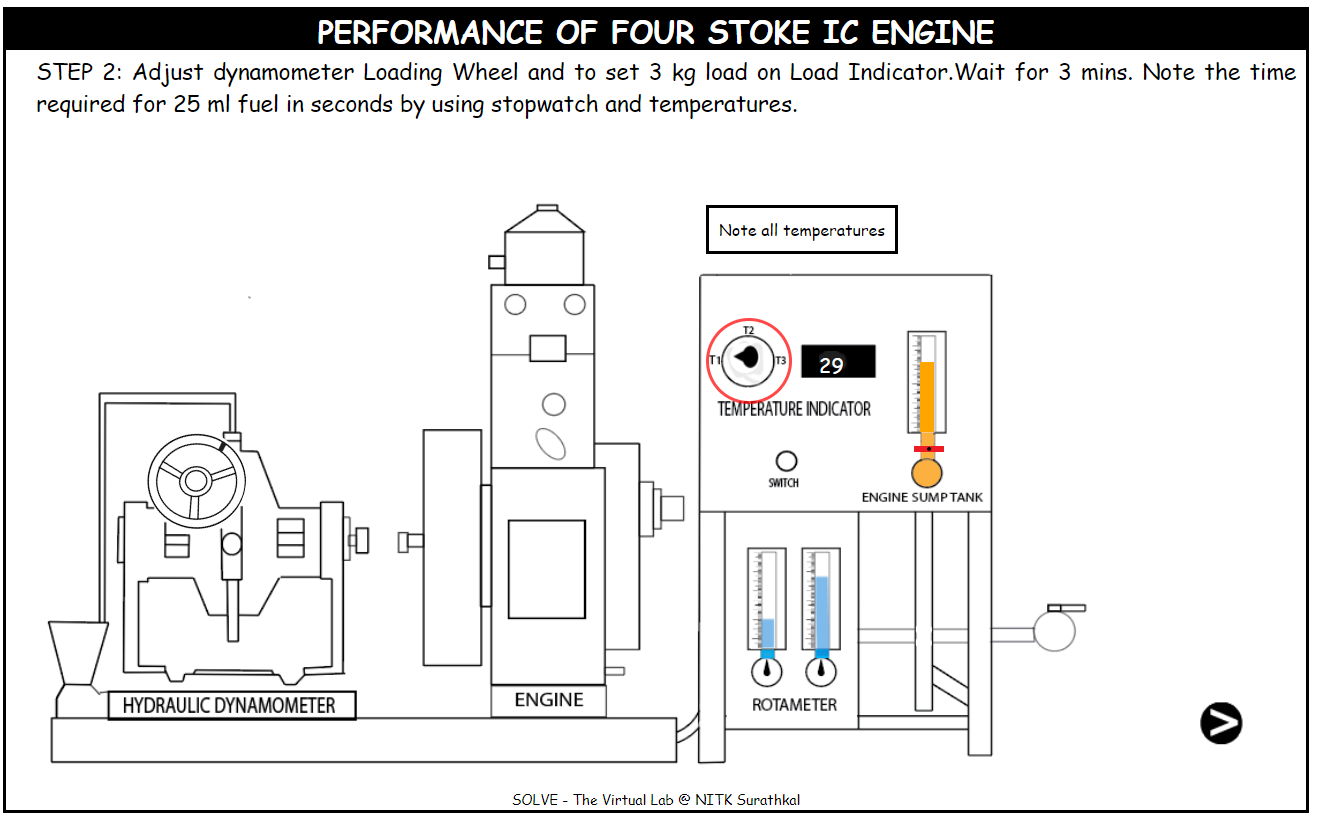 PERFORMANCE OF FOUR STOKE IC ENGINE
STEP 2: Adjust dynamometer Loading Wheel and to set 3 kg load on Load Indicator.Wait for 3 mins. Note the time
required for 25 ml fuel in seconds by using stopwatch and temperatures.
Note all temperatures
T2
T1
T3
29
TEMPERATURE INDICATOR
SWITCH
ENGINE SUMP TANK
HYDRAULIC DYNAMOMETER
ENGINE
ROTAMETER
SOLVE - The Virtual Lab @ NITK Surathkal